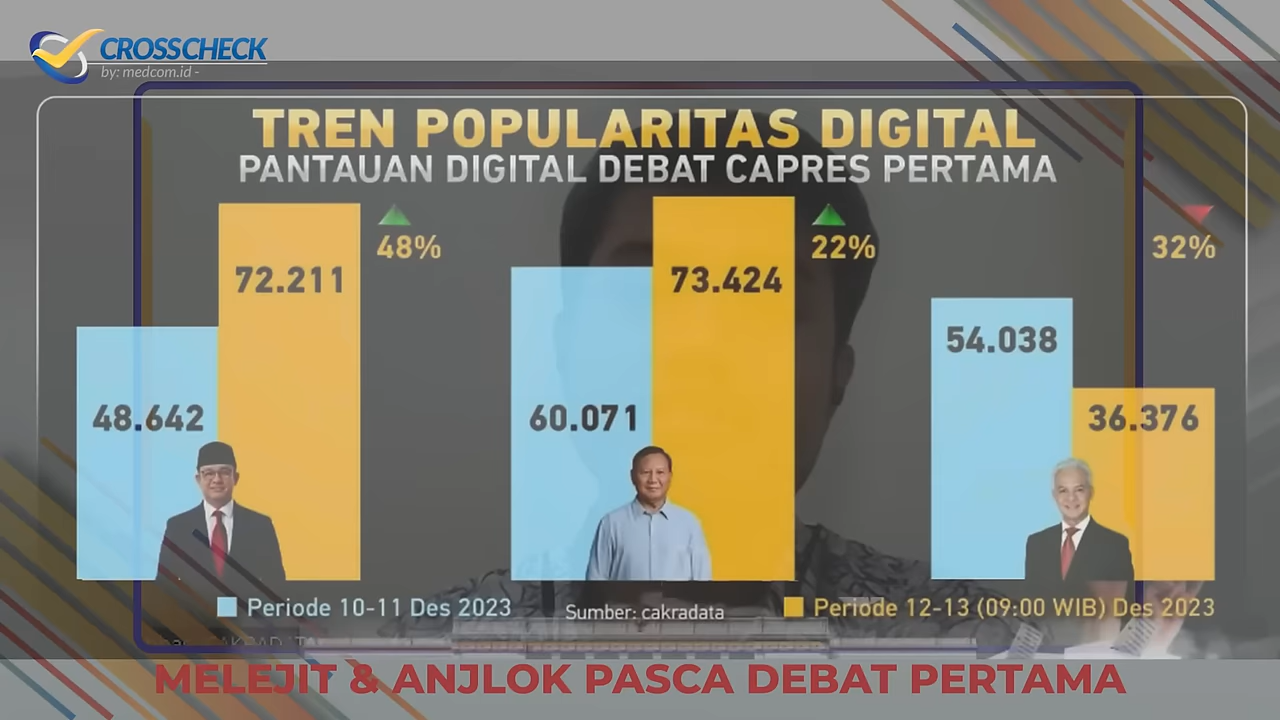 CROSSCHECK
by: medcom.id -
TREN POPULARITAS DIGITAL
PANTAUAN DIGITAL DEBAT CAPRES PERTAMA
48%
22%
32%
72.211
73.424
54.038
48.642
60.071
36.376
Periode 10-11 Des 2023
Sumber: cakradata
Periode 12-13 (09:00 WIB) Des 2023
CAKRADATA
MELEJIT & ANJLOK PASCA DEBAT PERTAMA